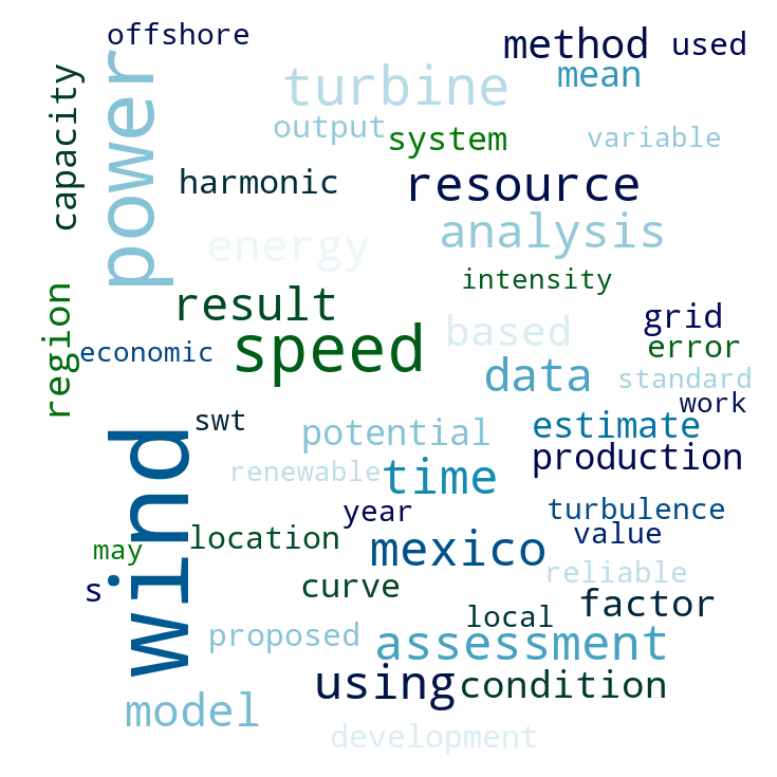 offshore
method
used
capacity
power
turbine
mean
output
system
variable
harmonic
resource
energy
analysis
intensity
region
result
speed
based
grid
error
economic
data
standard
work
swt
potential
estimate
wind
renewable
time
production
year
turbulence
may
location
mexico
value
s
curve
reliable
local
factor
proposed
assessment
using
condition
model
development